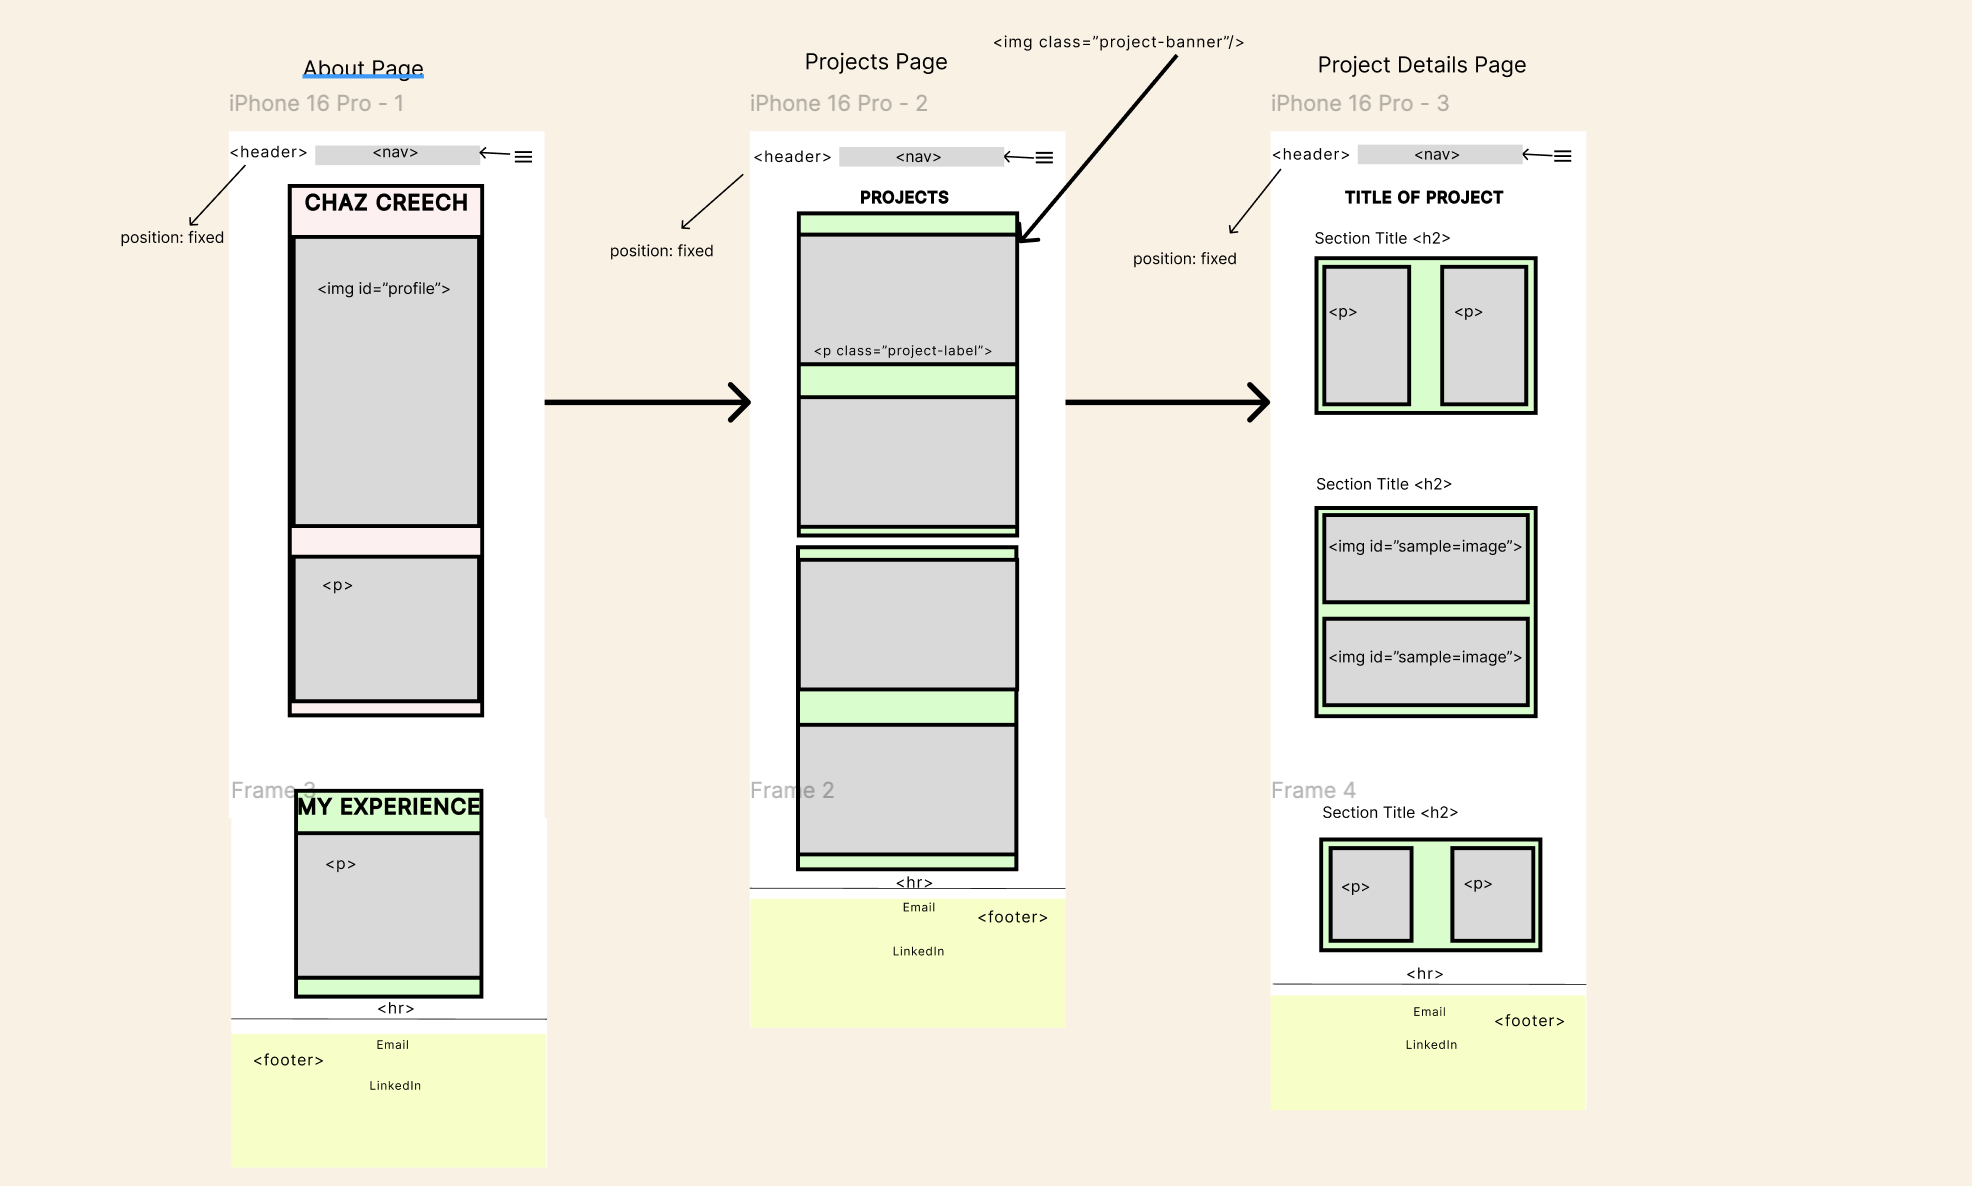 About Page
iPhone 16 Pro - 1
<header>
<nav>
position: fixed
CHAZ CREECH
<img id=”profile”>
<p>
Frame 3
MY EXPERIENCE
<p>
<hr>
Email
<footer>
LinkedIn
Projects Page
<img class=”project-banner”/>
iPhone 16 Pro - 2
<header>
<nav>
position: fixed
PROJECTS
<p class=”project-label”>
Frame 2
<hr>
Email
<footer>
LinkedIn
Project Details Page
iPhone 16 Pro - 3
<header>
<nav>
position: fixed
TITLE OF PROJECT
Section Title <h2>
<p>
<p>
Section Title <h2>
<img id=”sample=image”>
<img id=”sample=image”>
Frame 4
Section Title <h2>
<p>
<p>
<hr>
Email
<footer>
LinkedIn